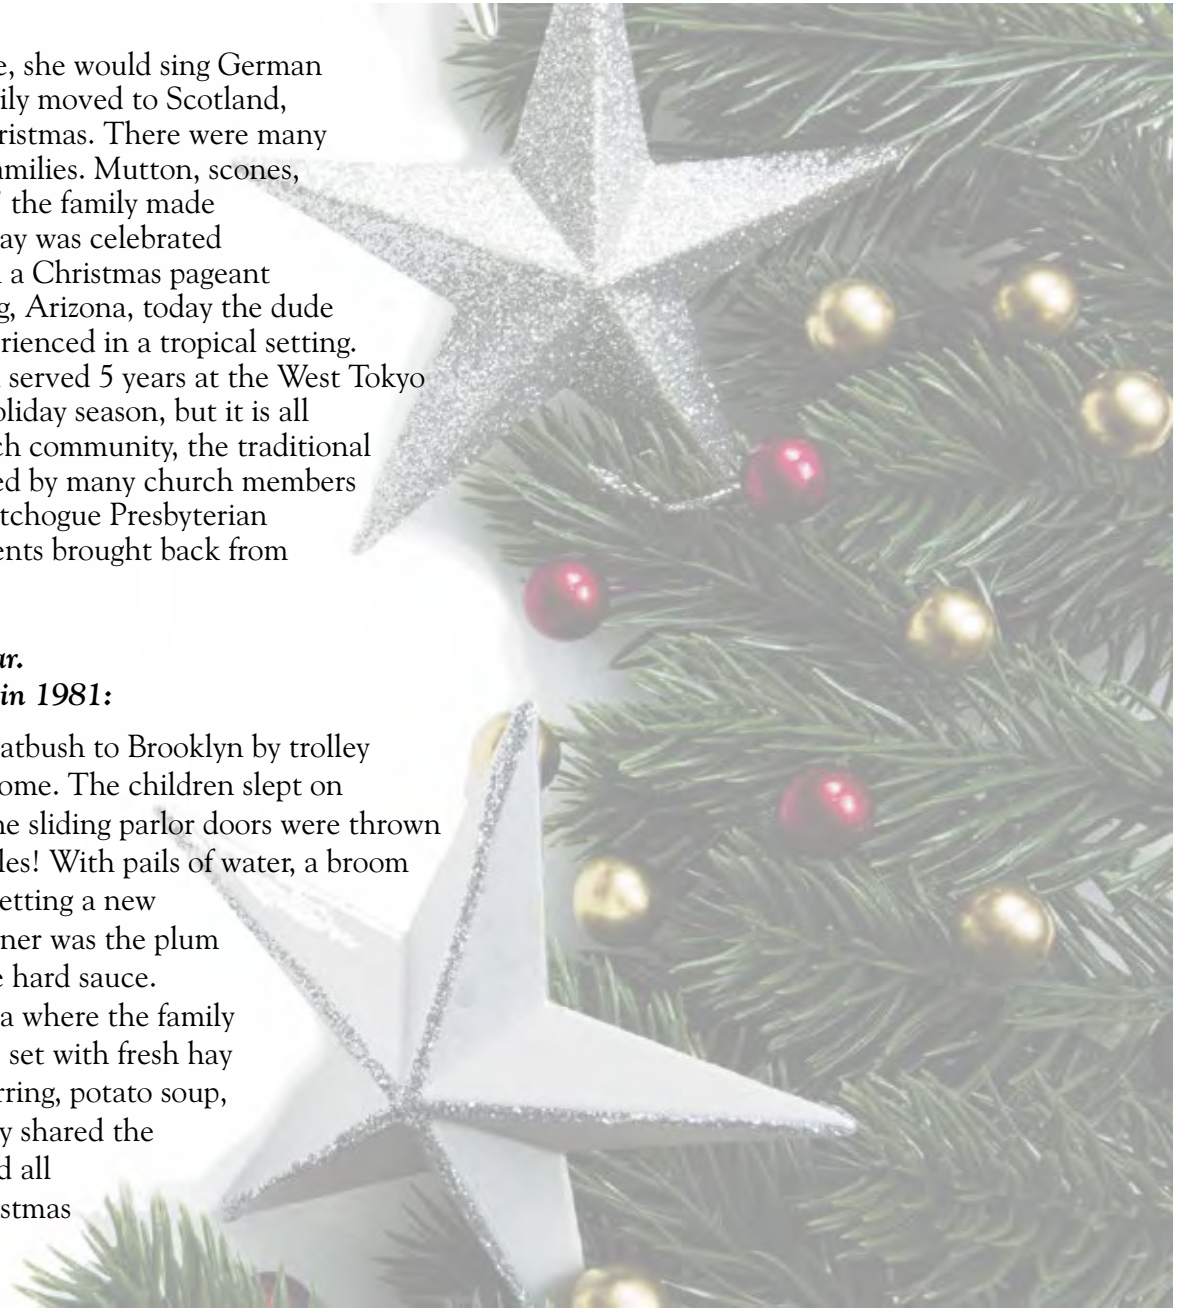 e, she would sing German
ily moved to Scotland,
ristmas. There were many
amilies. Mutton, scones,
the family made
ay was celebrated
a Christmas pageant
g, Arizona, today the dude
rienced in a tropical setting.
served 5 years at the West Tokyo
oliday season, but it is all
ch community, the traditional
ed by many church members
tchogue Presbyterian
ents brought back from
ar.
in 1981:
atbush to Brooklyn by trolley
ome. The children slept on
he sliding parlor doors were thrown
les! With pails of water, a broom
etting a new
ner was the plum
e hard sauce.
a where the family
set with fresh hay
rring, potato soup,
y shared the
d all
stmas